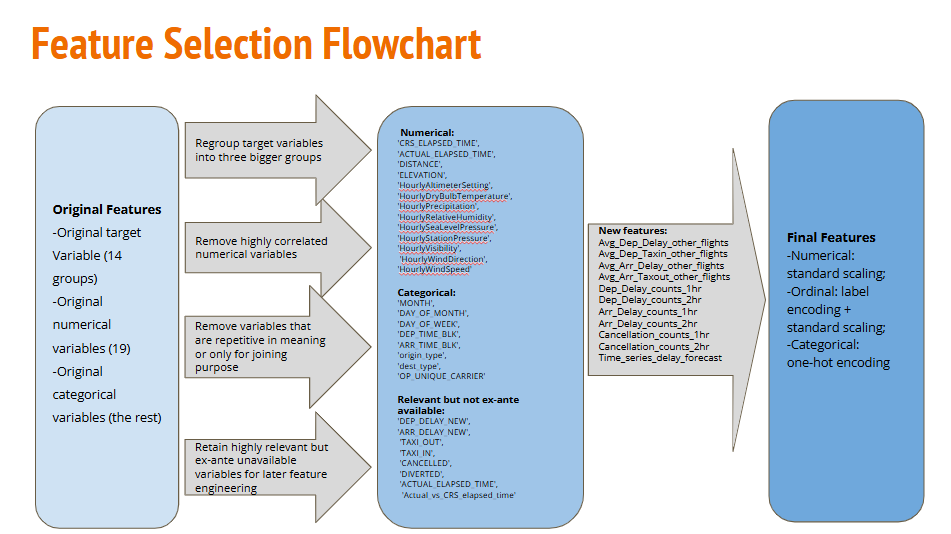 Feature Selection Flowchart
Original Features
-Original target
Variable (14
groups)
-Original
numerical
variables (19)
-Original
categorical
variables (the rest)
Regroup target variables
into three bigger groups
Remove highly correlated
numerical variables
Remove variables that
are repetitive in meaning
or only for joining
purpose
Retain highly relevant but
ex-ante unavailable
variables for later feature
engineering
Numerical:
'CRS_ELAPSED_TIME',
'ACTUAL_ELAPSED_TIME',
'DISTANCE',
'ELEVATION',
'HourlyAltimeterSetting',
'HourlyDryBulbTemperature',
'HourlyPrecipitation',
'HourlyRelativeHumidity',
'HourlySeaLevelPressure',
'HourlyStationPressure',
'HourlyVisibility',
'HourlyWindDirection',
'HourlyWindSpeed'
Categorical:
'MONTH',
'DAY_OF_MONTH',
'DAY_OF_WEEK',
'DEP_TIME_BLK',
'ARR_TIME_BLK',
'origin_type',
'dest_type',
'OP_UNIQUE_CARRIER'
Relevant but not ex-ante
available:
'DEP_DELAY_NEW',
'ARR_DELAY_NEW',
'TAXI_OUT',
'TAXI_IN',
'CANCELLED',
'DIVERTED',
'ACTUAL_ELAPSED_TIME',
'Actual_vs_CRS_elapsed_time'
New features:
Avg_Dep_Delay_other_flights
Avg_Dep_Taxin_other_flights
Avg_Arr_Delay_other_flights
Avg_Arr_Taxout_other_flights
Dep_Delay_counts_1hr
Dep_Delay_counts_2hr
Arr_Delay_counts_1hr
Arr_Delay_counts_2hr
Cancellation_counts_1hr
Cancellation_counts_2hr
Time_series_delay_forecast
Final Features
-Numerical:
standard scaling;
-Ordinal: label
encoding +
standard scaling;
-Categorical:
one-hot encoding